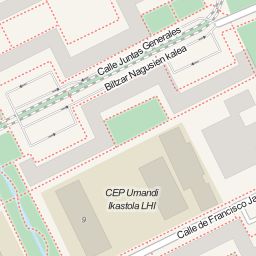 Calle Juntas Generales
Biltzar Nagusien kalea
CEP Umandi
Ikastola LHI
9
Calle de Francisco Ja